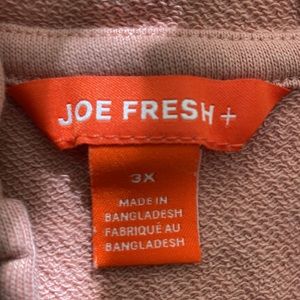 JOE FRESH +
3X
MADE IN
BANGLADESH
FABRIQUÉ AU
BANGLADESH